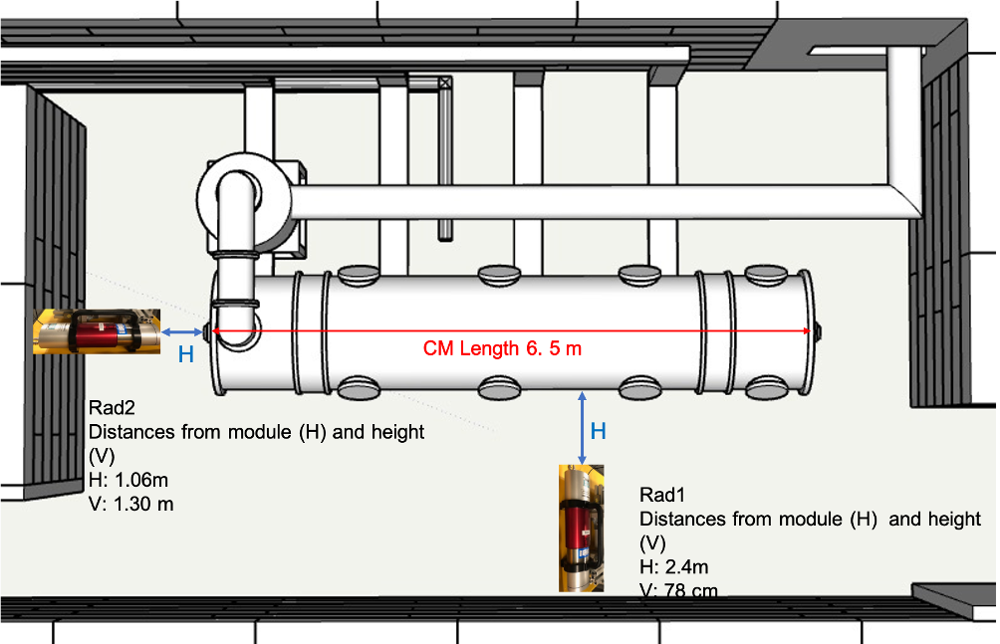 CM Length 6. 5 m
H
H
Rad2
Distances from module (H) and height
(V)
H: 1.06m
V: 1.30 m
Rad1
Distances from module (H) and height
(V)
H: 2.4m
V: 78 cm